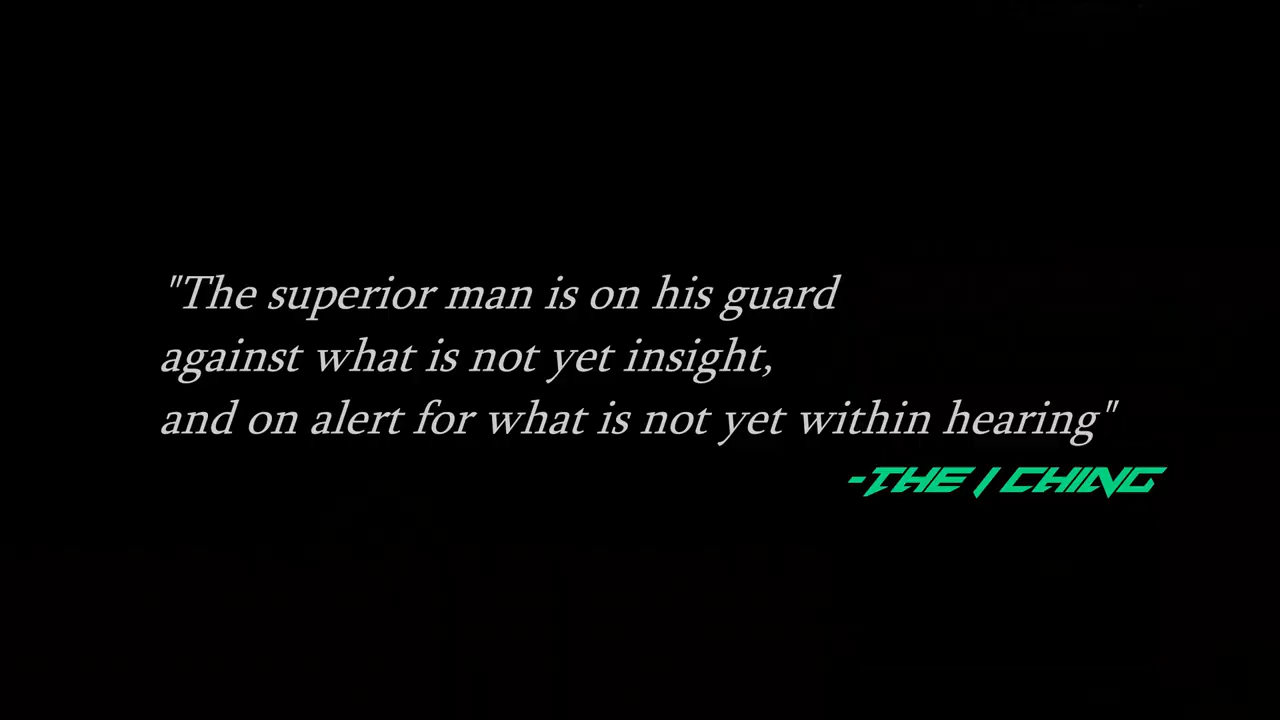 "The superior man is on his guard
against what is not yet insight,
and on alert for what is not yet within hearing"
-THE I CHING